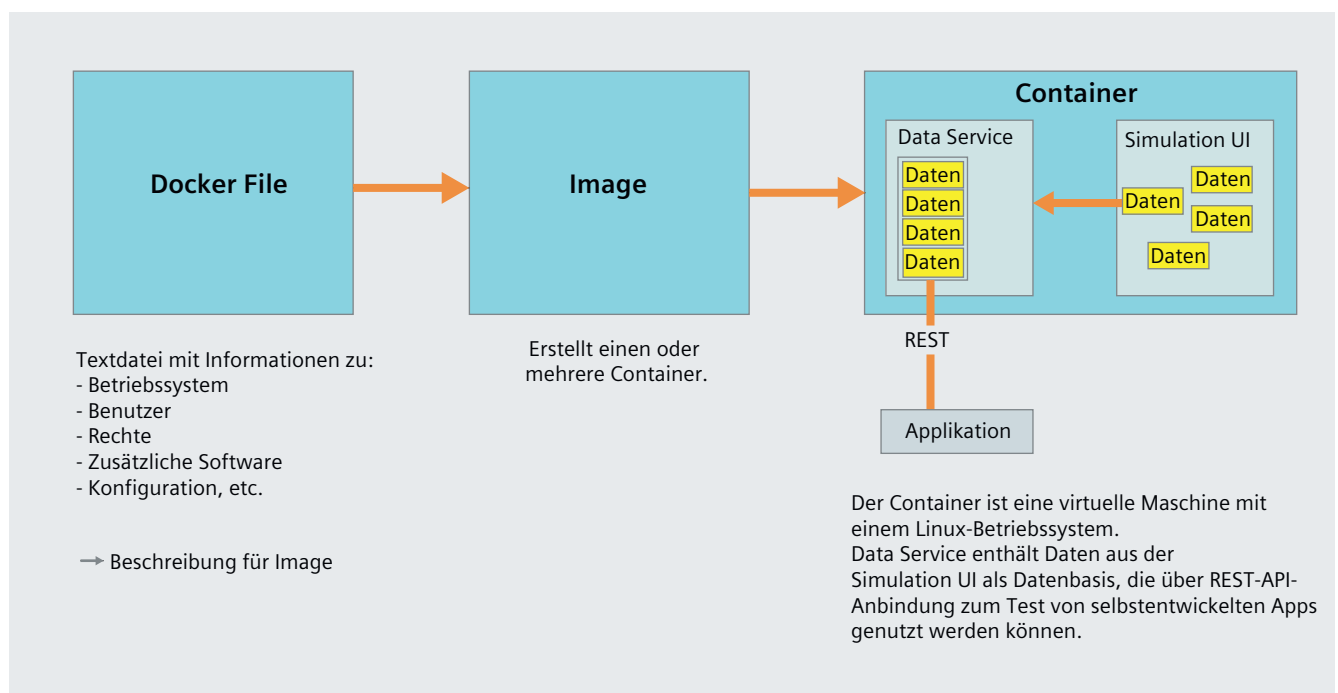 Docker File
Textdatei mit Informationen zu:
- Betriebssystem
- Benutzer
- Rechte
- Zusätzliche Software
- Konfiguration, etc.
→ Beschreibung für Image
Image
Erstellt einen oder
mehrere Container.
Container
Data Service
Daten
Daten
Daten
Daten
Simulation UI
Daten
Daten
Daten
Daten
REST
Applikation
Der Container ist eine virtuelle Maschine mit
einem Linux-Betriebssystem.
Data Service enthält Daten aus der
Simulation UI als Datenbasis, die über REST-API-
Anbindung zum Test von selbstentwickelten Apps
genutzt werden können.